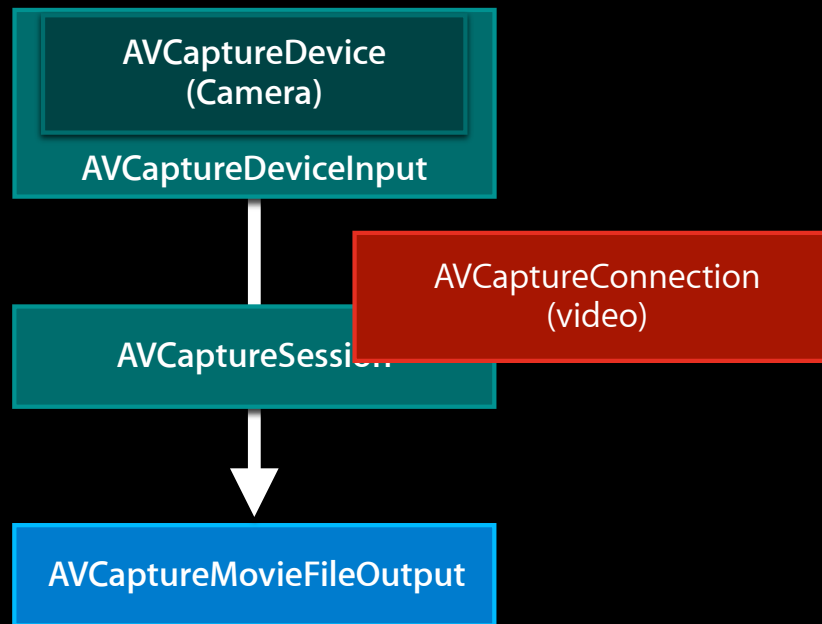 AVCaptureDevice
(Camera)
AVCaptureDeviceInput
AVCaptureConnection
(video)
AVCaptureSession
AVCaptureMovieFileOutput